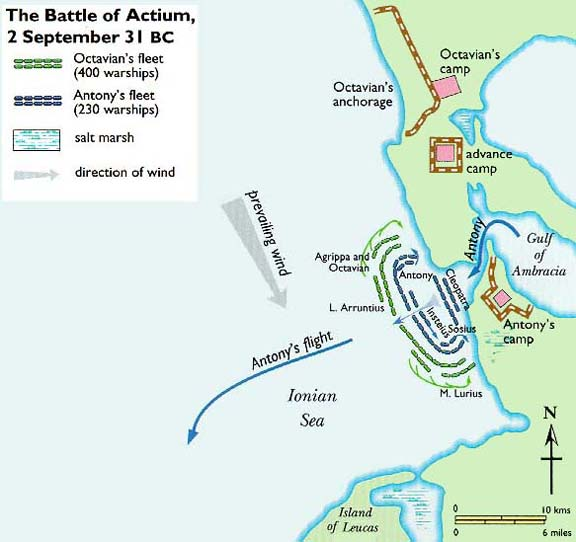 The Battle of Actium,
2 September 31 BC
Octavian's fleet
(400 warships)
Antony's fleet
(230 warships)
salt marsh
direction of wind
Octavian's
camp
Octavian's
anchorage
advance
camp
prevailing wind
Antony
Gulf
of
Ambracia
Agrippa and
Octavian
Antony
Cleopatra
L. Arruntius
Insteius
Sosius
Antony's
camp
Antony's flight
M. Lurius
Ionian
Sea
N
Island
of Leucas
0
10 kms
0
6 miles